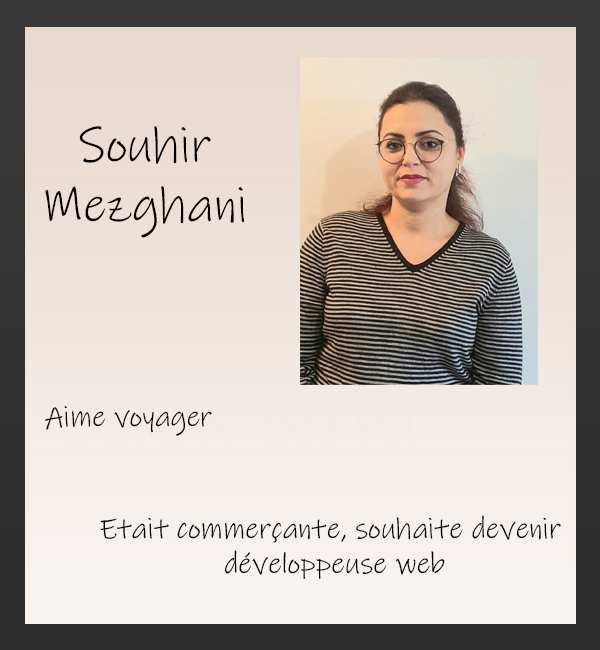 Souhir
Mezghani
Aime voyager
Etait commerçante, souhaite devenir
développeuse web